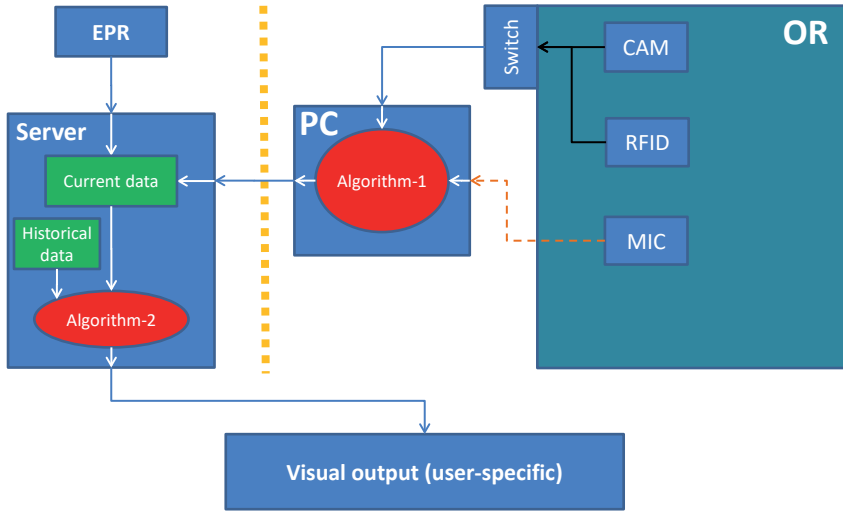 EPR
Server
Current data
Historical
data
Algorithm-2
PC
Algorithm-1
Switch
OR
CAM
RFID
MIC
Visual output (user-specific)